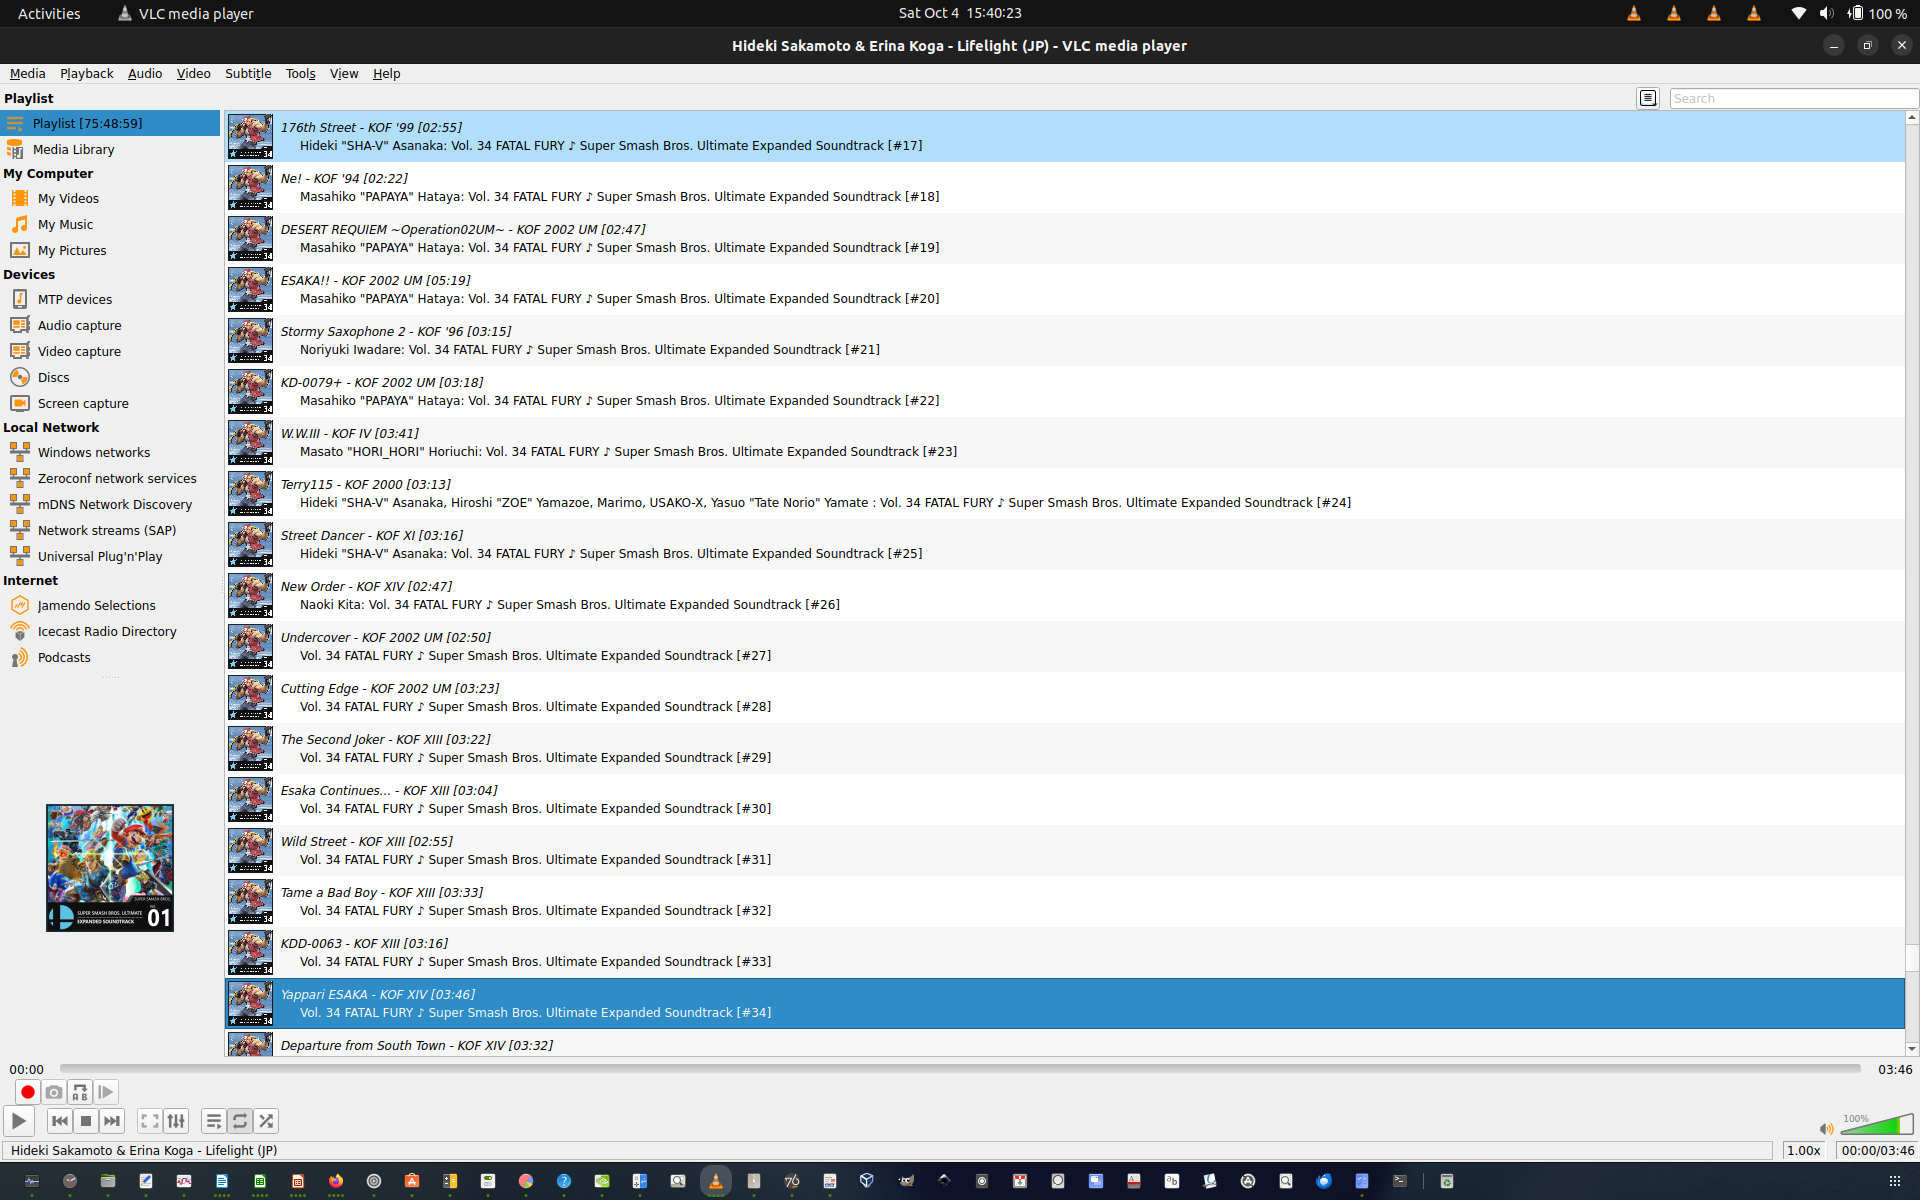 Activities
VLC media player
Sat Oct 4 15:40:23
100 %
Hideki Sakamoto & Erina Koga - Lifelight (JP) - VLC media player
Media Playback Audio Video Subtitle Tools View Help
Playlist
Search
Playlist [75:48:59]
Media Library
My Computer
My Videos
My Music
My Pictures
Devices
MTP devices
Audio capture
Video capture
Discs
Screen capture
Local Network
Windows networks
Zeroconf network services
mDNS Network Discovery
Network streams (SAP)
Universal Plug'n'Play
Internet
Jamendo Selections
Icecast Radio Directory
Podcasts
SUPER SMASH BROS. ULTIMATE
EXPANDED SOUNDTRACK
01
176th Street - KOF '99 [02:55]
Hideki "SHA-V" Asanaka: Vol. 34 FATAL FURY ♪ Super Smash Bros. Ultimate Expanded Soundtrack [#17]
Ne! - KOF '94 [02:22]
Masahiko "PAPAYA" Hataya: Vol. 34 FATAL FURY ♪ Super Smash Bros. Ultimate Expanded Soundtrack [#18]
DESERT REQUIEM ~Operation02UM~ - KOF 2002 UM [02:47]
Masahiko "PAPAYA" Hataya: Vol. 34 FATAL FURY ♪ Super Smash Bros. Ultimate Expanded Soundtrack [#19]
ESAKA!! - KOF 2002 UM [05:19]
Masahiko "PAPAYA" Hataya: Vol. 34 FATAL FURY ♪ Super Smash Bros. Ultimate Expanded Soundtrack [#20]
Stormy Saxophone 2 - KOF '96 [03:15]
Noriyuki Iwadare: Vol. 34 FATAL FURY ♪ Super Smash Bros. Ultimate Expanded Soundtrack [#21]
KD-0079+ - KOF 2002 UM [03:18]
Masahiko "PAPAYA" Hataya: Vol. 34 FATAL FURY ♪ Super Smash Bros. Ultimate Expanded Soundtrack [#22]
W.W.III - KOF IV [03:41]
Masato "HORI_HORI" Horiuchi: Vol. 34 FATAL FURY ♪ Super Smash Bros. Ultimate Expanded Soundtrack [#23]
Terry115 - KOF 2000 [03:13]
Hideki "SHA-V" Asanaka, Hiroshi "ZOE" Yamazoe, Marimo, USAKO-X, Yasuo "Tate Norio" Yamate : Vol. 34 FATAL FURY ♪ Super Smash Bros. Ultimate Expanded Soundtrack [#24]
Street Dancer - KOF XI [03:16]
Hideki "SHA-V" Asanaka: Vol. 34 FATAL FURY ♪ Super Smash Bros. Ultimate Expanded Soundtrack [#25]
New Order - KOF XIV [02:47]
Naoki Kita: Vol. 34 FATAL FURY ♪ Super Smash Bros. Ultimate Expanded Soundtrack [#26]
Undercover - KOF 2002 UM [02:50]
Vol. 34 FATAL FURY ♪ Super Smash Bros. Ultimate Expanded Soundtrack [#27]
Cutting Edge - KOF 2002 UM [03:23]
Vol. 34 FATAL FURY ♪ Super Smash Bros. Ultimate Expanded Soundtrack [#28]
The Second Joker - KOF XIII [03:22]
Vol. 34 FATAL FURY ♪ Super Smash Bros. Ultimate Expanded Soundtrack [#29]
Esaka Continues... - KOF XIII [03:04]
Vol. 34 FATAL FURY ♪ Super Smash Bros. Ultimate Expanded Soundtrack [#30]
Wild Street - KOF XIII [02:55]
Vol. 34 FATAL FURY ♪ Super Smash Bros. Ultimate Expanded Soundtrack [#31]
Tame a Bad Boy - KOF XIII [03:33]
Vol. 34 FATAL FURY ♪ Super Smash Bros. Ultimate Expanded Soundtrack [#32]
KDD-0063 - KOF XIII [03:16]
Vol. 34 FATAL FURY ♪ Super Smash Bros. Ultimate Expanded Soundtrack [#33]
Yappari ESAKA - KOF XIV [03:46]
Vol. 34 FATAL FURY ♪ Super Smash Bros. Ultimate Expanded Soundtrack [#34]
Departure from South Town - KOF XIV [03:32]
00:00
03:46
100%
Hideki Sakamoto & Erina Koga - Lifelight (JP)
1.00x
00:00/03:46